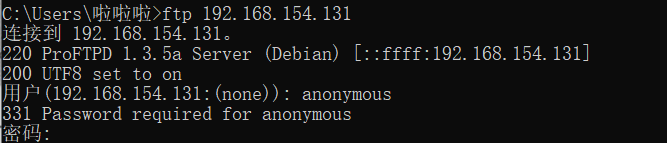 C:\Users\啦啦啦>ftp 192.168.154.131
连接到 192.168.154.131。
220 ProFTPD 1.3.5a Server (Debian) [::ffff:192.168.154.131]
200 UTF8 set to on
用户(192.168.154.131:(none)): anonymous
331 Password required for anonymous
密码: